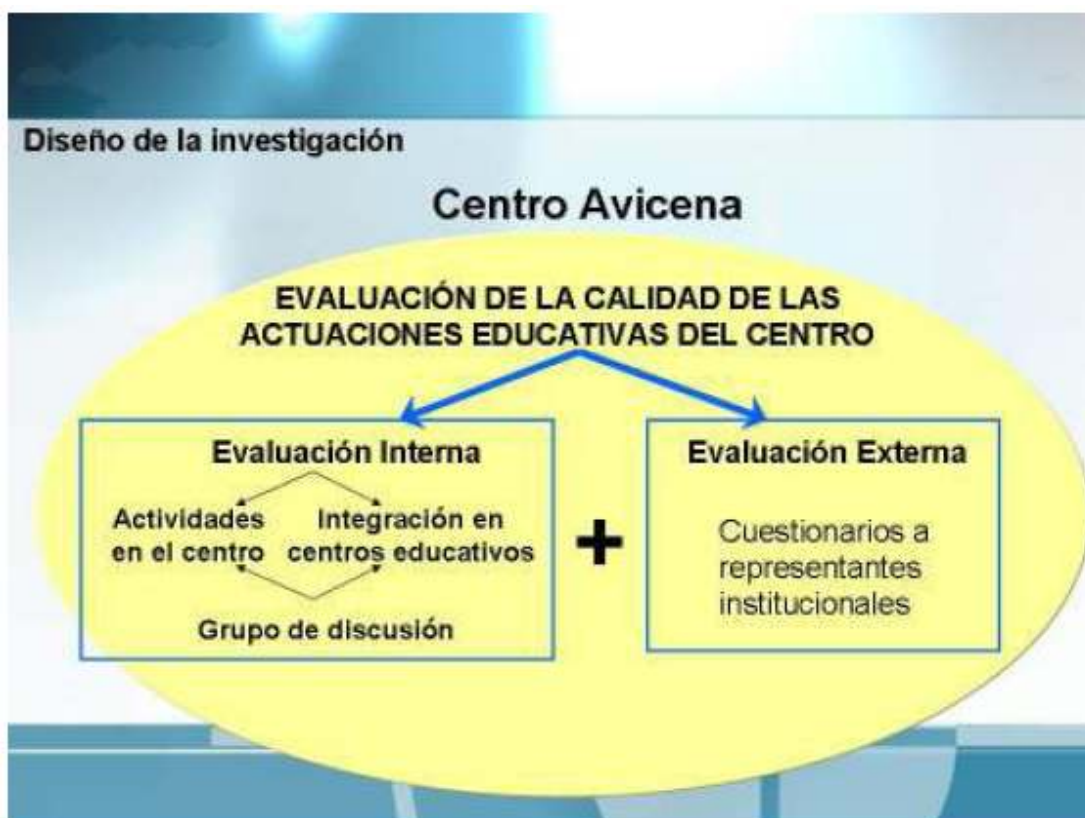 Diseño de la investigación
Centro Avicena
EVALUACIÓN DE LA CALIDAD DE LAS
ACTUACIONES EDUCATIVAS DEL CENTRO
Evaluación Interna
Actividades
en el centro
Integración en
centros educativos
Grupo de discusión
+
Evaluación Externa
Cuestionarios a
representantes
institucionales